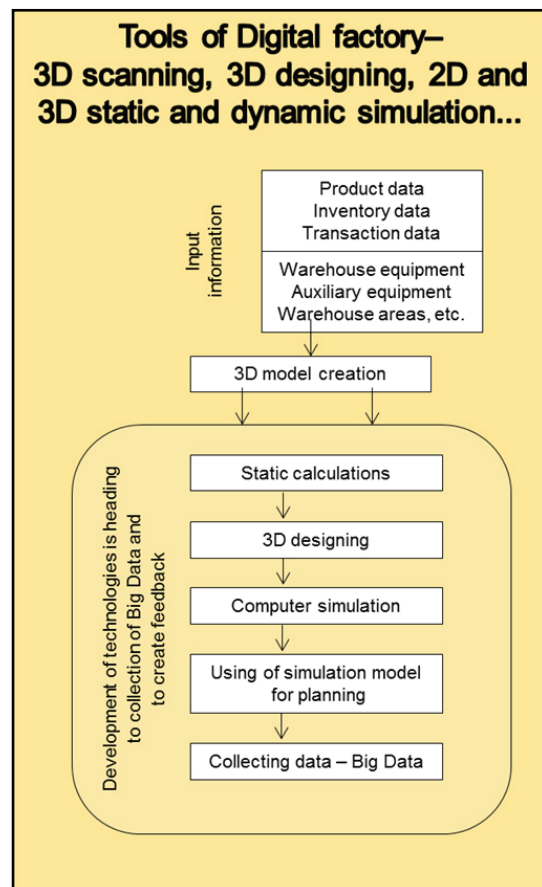 Tools of Digital factory–
3D scanning, 3D designing, 2D and
3D static and dynamic simulation...
Input
information
Product data
Inventory data
Transaction data
Warehouse equipment
Auxiliary equipment
Warehouse areas, etc.
3D model creation
Development of technologies is heading
to collection of Big Data and
to create feedback
Static calculations
3D designing
Computer simulation
Using of simulation model
for planning
Collecting data – Big Data